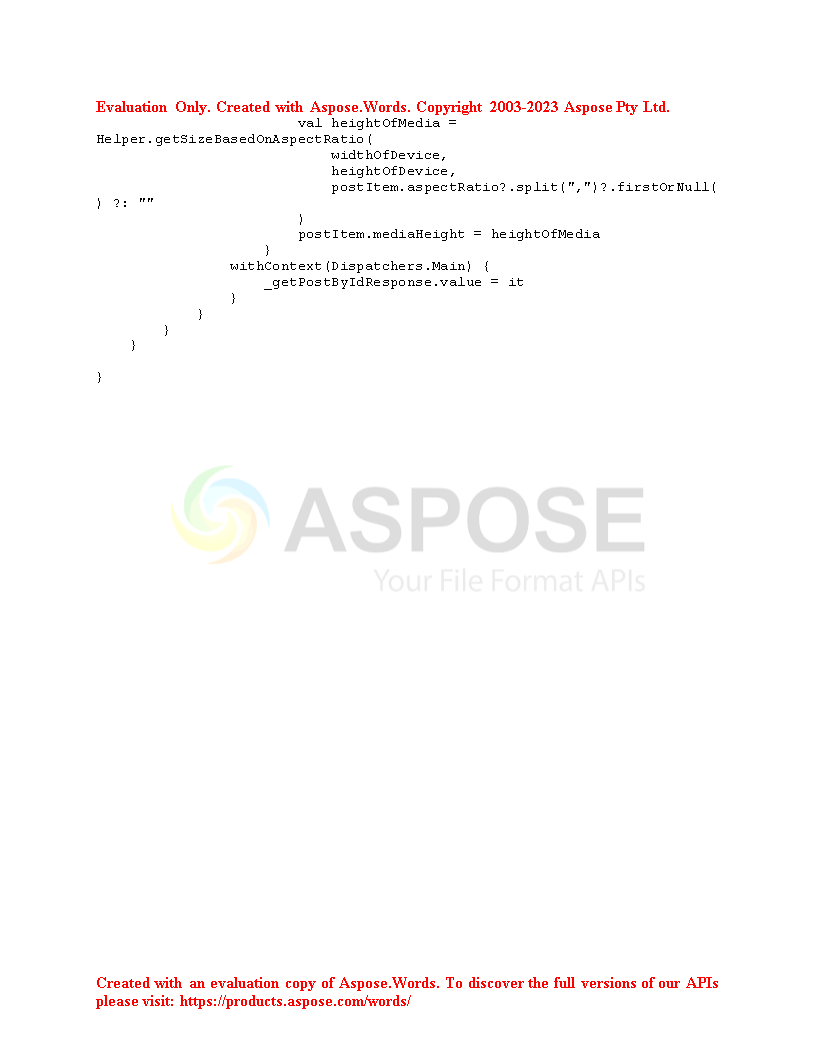 Evaluation Only. Created with Aspose.Words. Copyright 2003-2023 Aspose Pty Ltd.
                        val heightOfMedia =
Helper.getSizeBasedOnAspectRatio(
                            widthOfDevice,
                            heightOfDevice,
                            postItem.aspectRatio?.split(",")?.firstOrNull(
) ?: ""
                        )
                        postItem.mediaHeight = heightOfMedia
                    }
                withContext(Dispatchers.Main) {
                    _getPostByIdResponse.value = it
                }
            }
        }
    }
}
ASPOSE
Your File Format APIs
Created with an evaluation copy of Aspose.Words. To discover the full versions of our APIs
please visit: https://products.aspose.com/words/